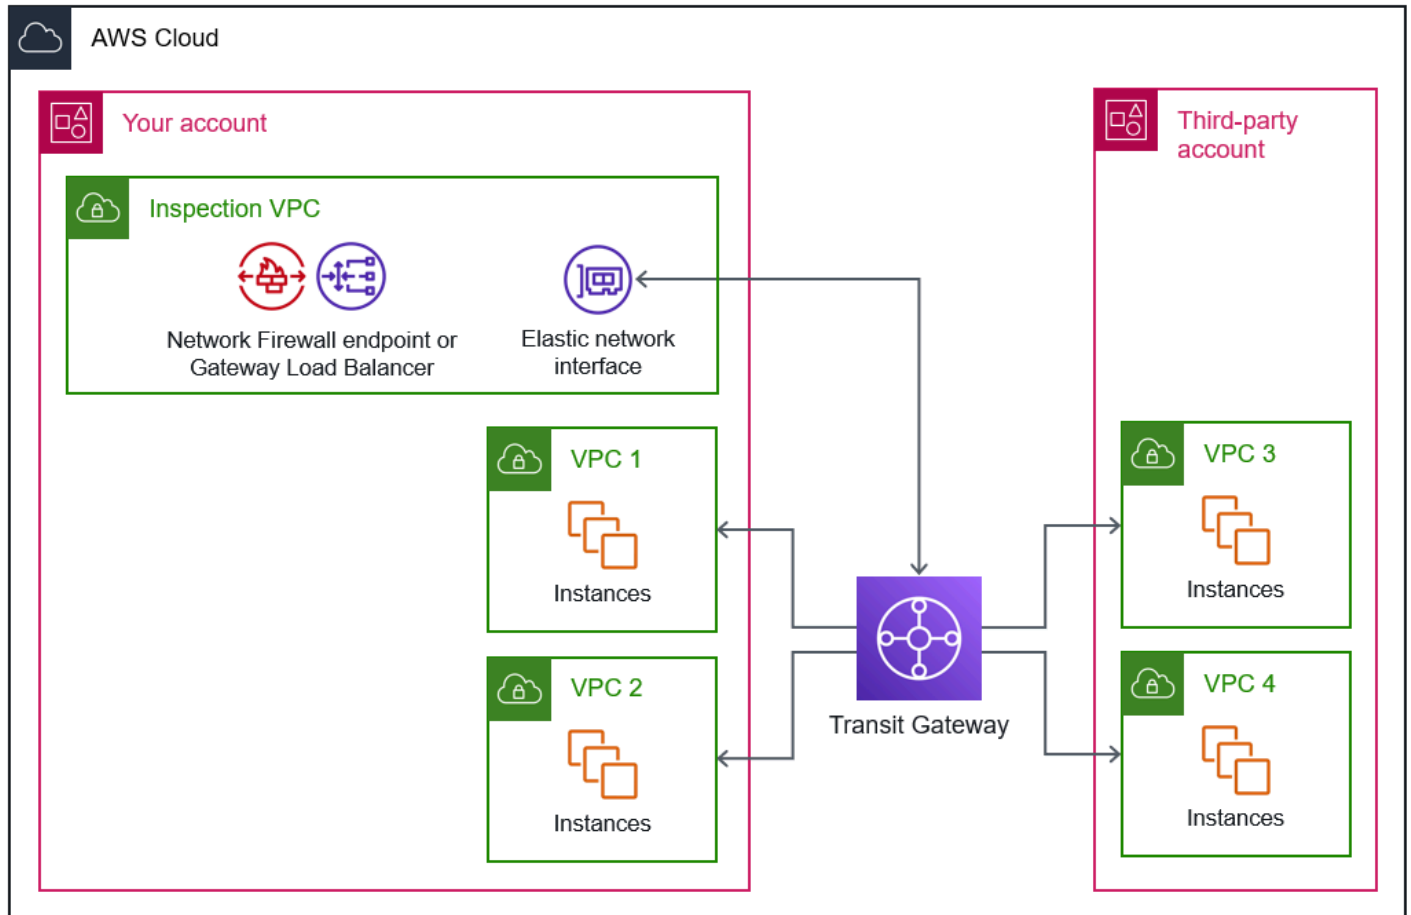 AWS Cloud
Your account
Third-party
account
Inspection VPC
Network Firewall endpoint or
Gateway Load Balancer
Elastic network
interface
VPC 1
Instances
VPC 3
Instances
Transit Gateway
VPC 2
Instances
VPC 4
Instances